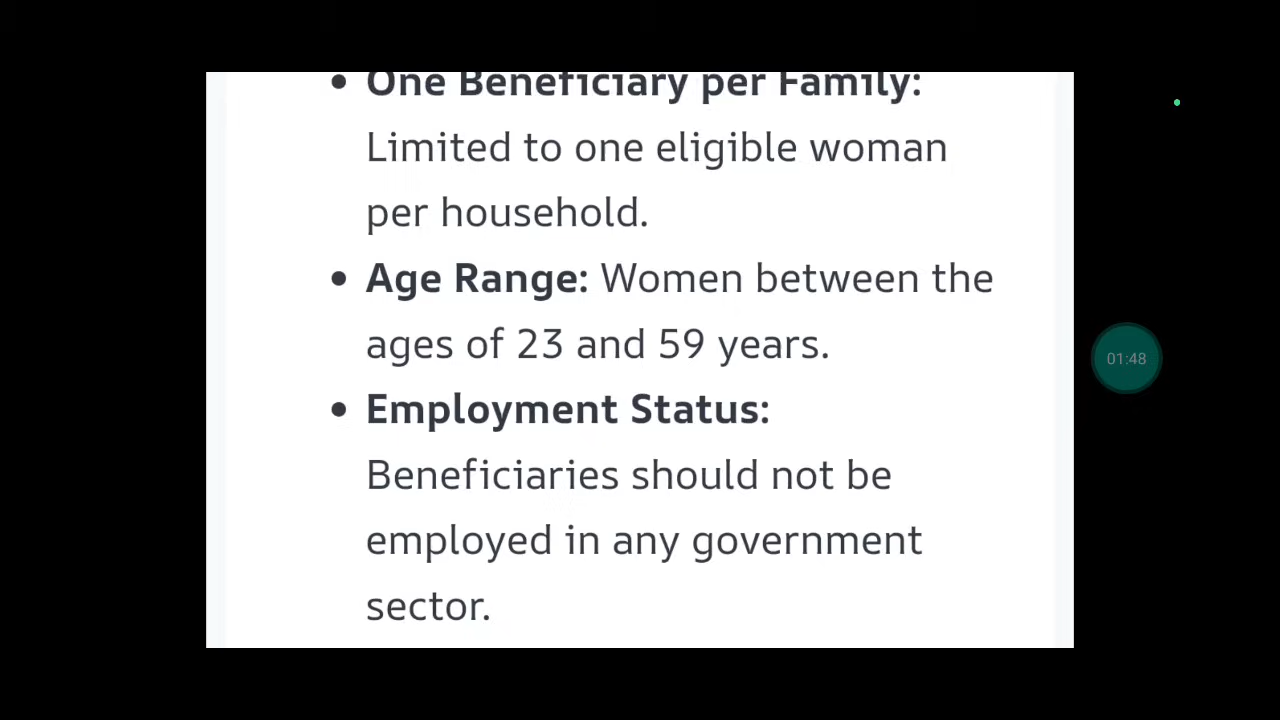 • One Beneficiary per Family:
Limited to one eligible woman
per household.
• Age Range: Women between the
ages of 23 and 59 years.
• Employment Status:
Beneficiaries should not be
employed in any government
sector.
01:48